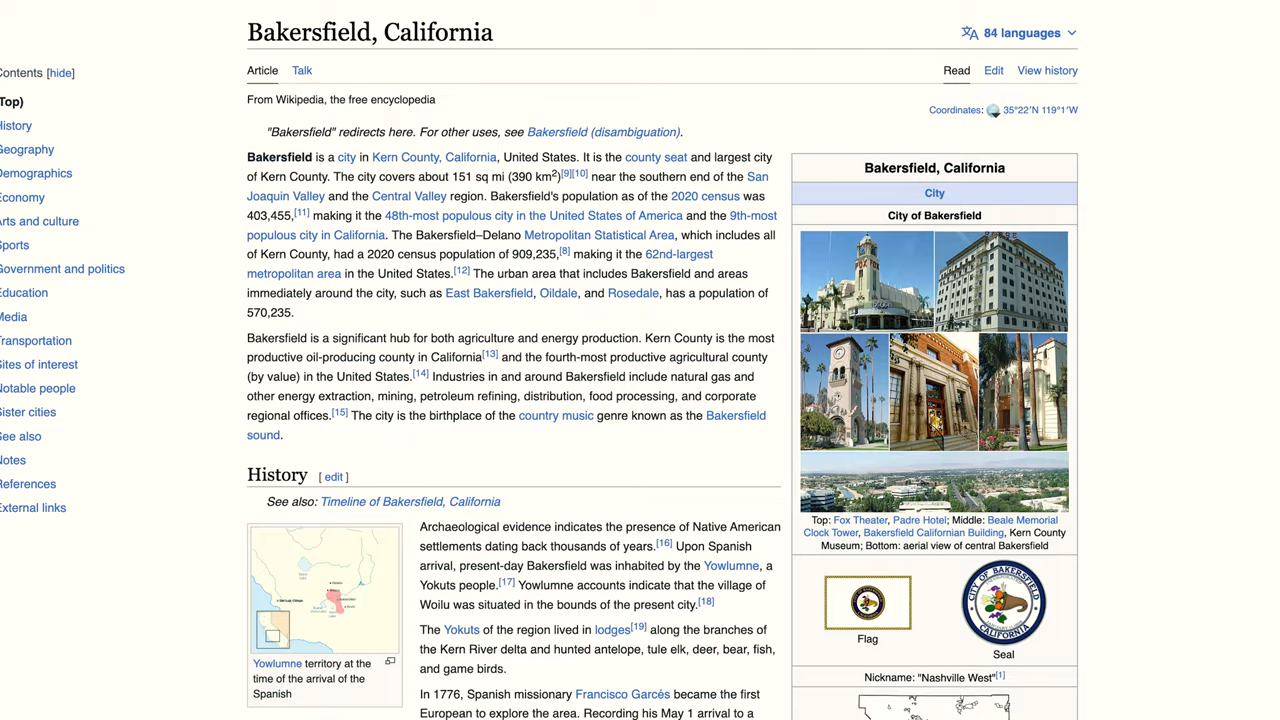 Bakersfield, California
84 languages
Contents [hide]
(Top)
History
Geography
Demographics
Economy
Arts and culture
Sports
Government and politics
Education
Media
Transportation
Sites of interest
Notable people
Sister cities
See also
Notes
References
External links
Article Talk
Read Edit View history
From Wikipedia, the free encyclopedia
Coordinates: 35°22′N 119°1′W
"Bakersfield" redirects here. For other uses, see Bakersfield (disambiguation).
Bakersfield is a city in Kern County, California, United States. It is the county seat and largest city
of Kern County. The city covers about 151 sq mi (390 km2)[9][10] near the southern end of the San
Joaquin Valley and the Central Valley region. Bakersfield's population as of the 2020 census was
403,455,[11] making it the 48th-most populous city in the United States of America and the 9th-most
populous city in California. The Bakersfield–Delano Metropolitan Statistical Area, which includes all
of Kern County, had a 2020 census population of 909,235,[8] making it the 62nd-largest
metropolitan area in the United States.[12] The urban area that includes Bakersfield and areas
immediately around the city, such as East Bakersfield, Oildale, and Rosedale, has a population of
570,235.
Bakersfield is a significant hub for both agriculture and energy production. Kern County is the most
productive oil-producing county in California[13] and the fourth-most productive agricultural county
(by value) in the United States.[14] Industries in and around Bakersfield include natural gas and
other energy extraction, mining, petroleum refining, distribution, food processing, and corporate
regional offices.[15] The city is the birthplace of the country music genre known as the Bakersfield
sound.
History [ edit ]
See also: Timeline of Bakersfield, California
Yowlumne territory at the
time of the arrival of the
Spanish
Archaeological evidence indicates the presence of Native American
settlements dating back thousands of years.[16] Upon Spanish
arrival, present-day Bakersfield was inhabited by the Yowlumne, a
Yokuts people.[17] Yowlumne accounts indicate that the village of
Woilu was situated in the bounds of the present city.[18]
The Yokuts of the region lived in lodges[19] along the branches of
the Kern River delta and hunted antelope, tule elk, deer, bear, fish,
and game birds.
In 1776, Spanish missionary Francisco Garcés became the first
European to explore the area. Recording his May 1 arrival to a
Bakersfield, California
City
City of Bakersfield
Top: Fox Theater, Padre Hotel; Middle: Beale Memorial
Clock Tower, Bakersfield Californian Building, Kern County
Museum; Bottom: aerial view of central Bakersfield
CITY OF BAKERSFIELD
CALIFORNIA
Flag
Seal
Nickname: "Nashville West"[1]